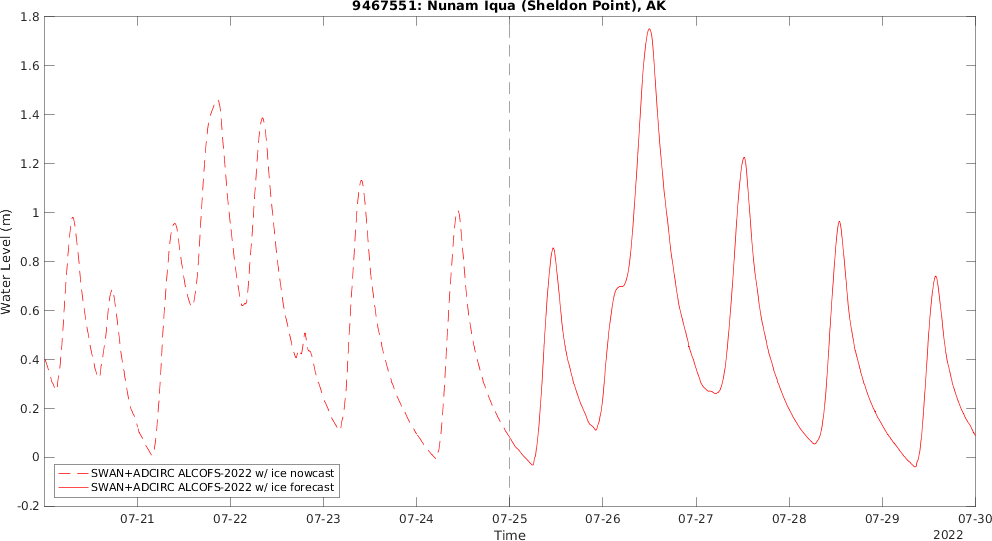 9467551: Nunam Iqua (Sheldon Point), AK
Water Level (m)
1.8
1.6
1.4
1.2
1
0.8
0.6
0.4
0.2
0
-0.2
SWAN+ADCIRC ALCOFS-2022 w/ ice nowcast
SWAN+ADCIRC ALCOFS-2022 w/ ice forecast
07-21 07-22 07-23 07-24 07-25 07-26 07-27 07-28 07-29 07-30
Time
2022